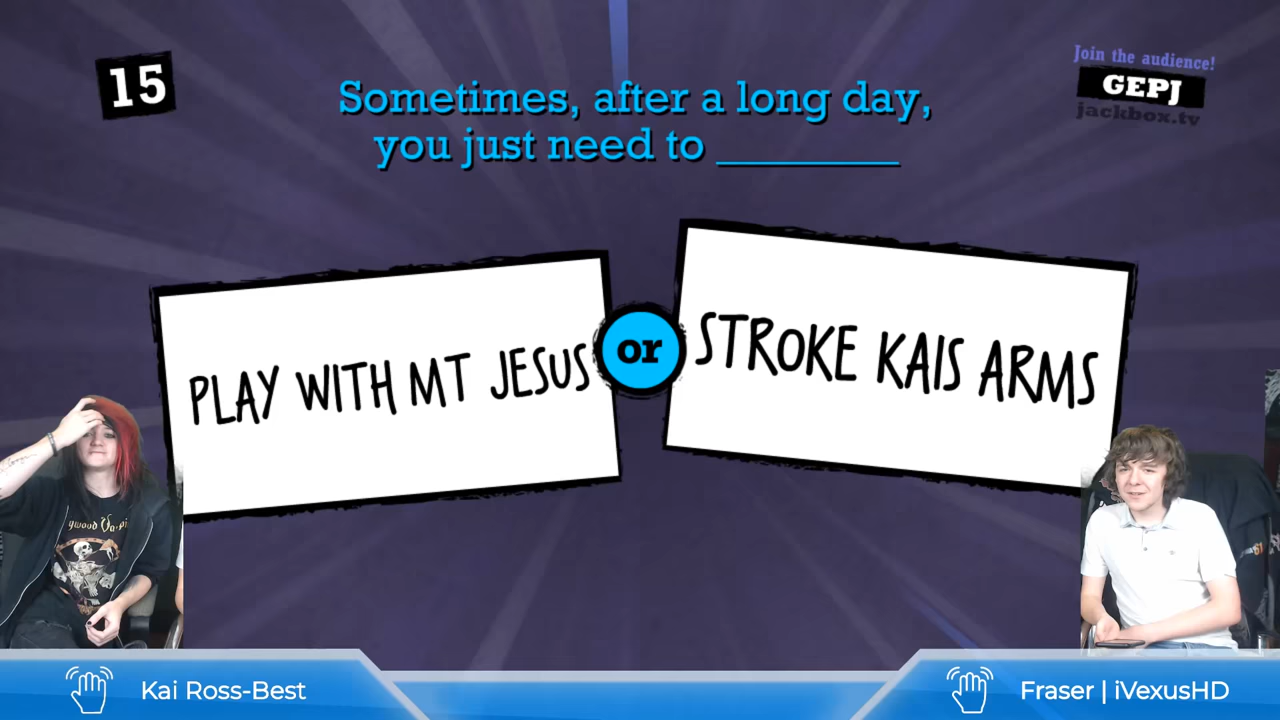 15
Sometimes, after a long day,
you just need to _________
Join the audience!
GEPJ
jackbox.tv
PLAY WITH MT JESUS
or
STROKE KAIS ARMS
Kai Ross-Best
Fraser | iVexusHD